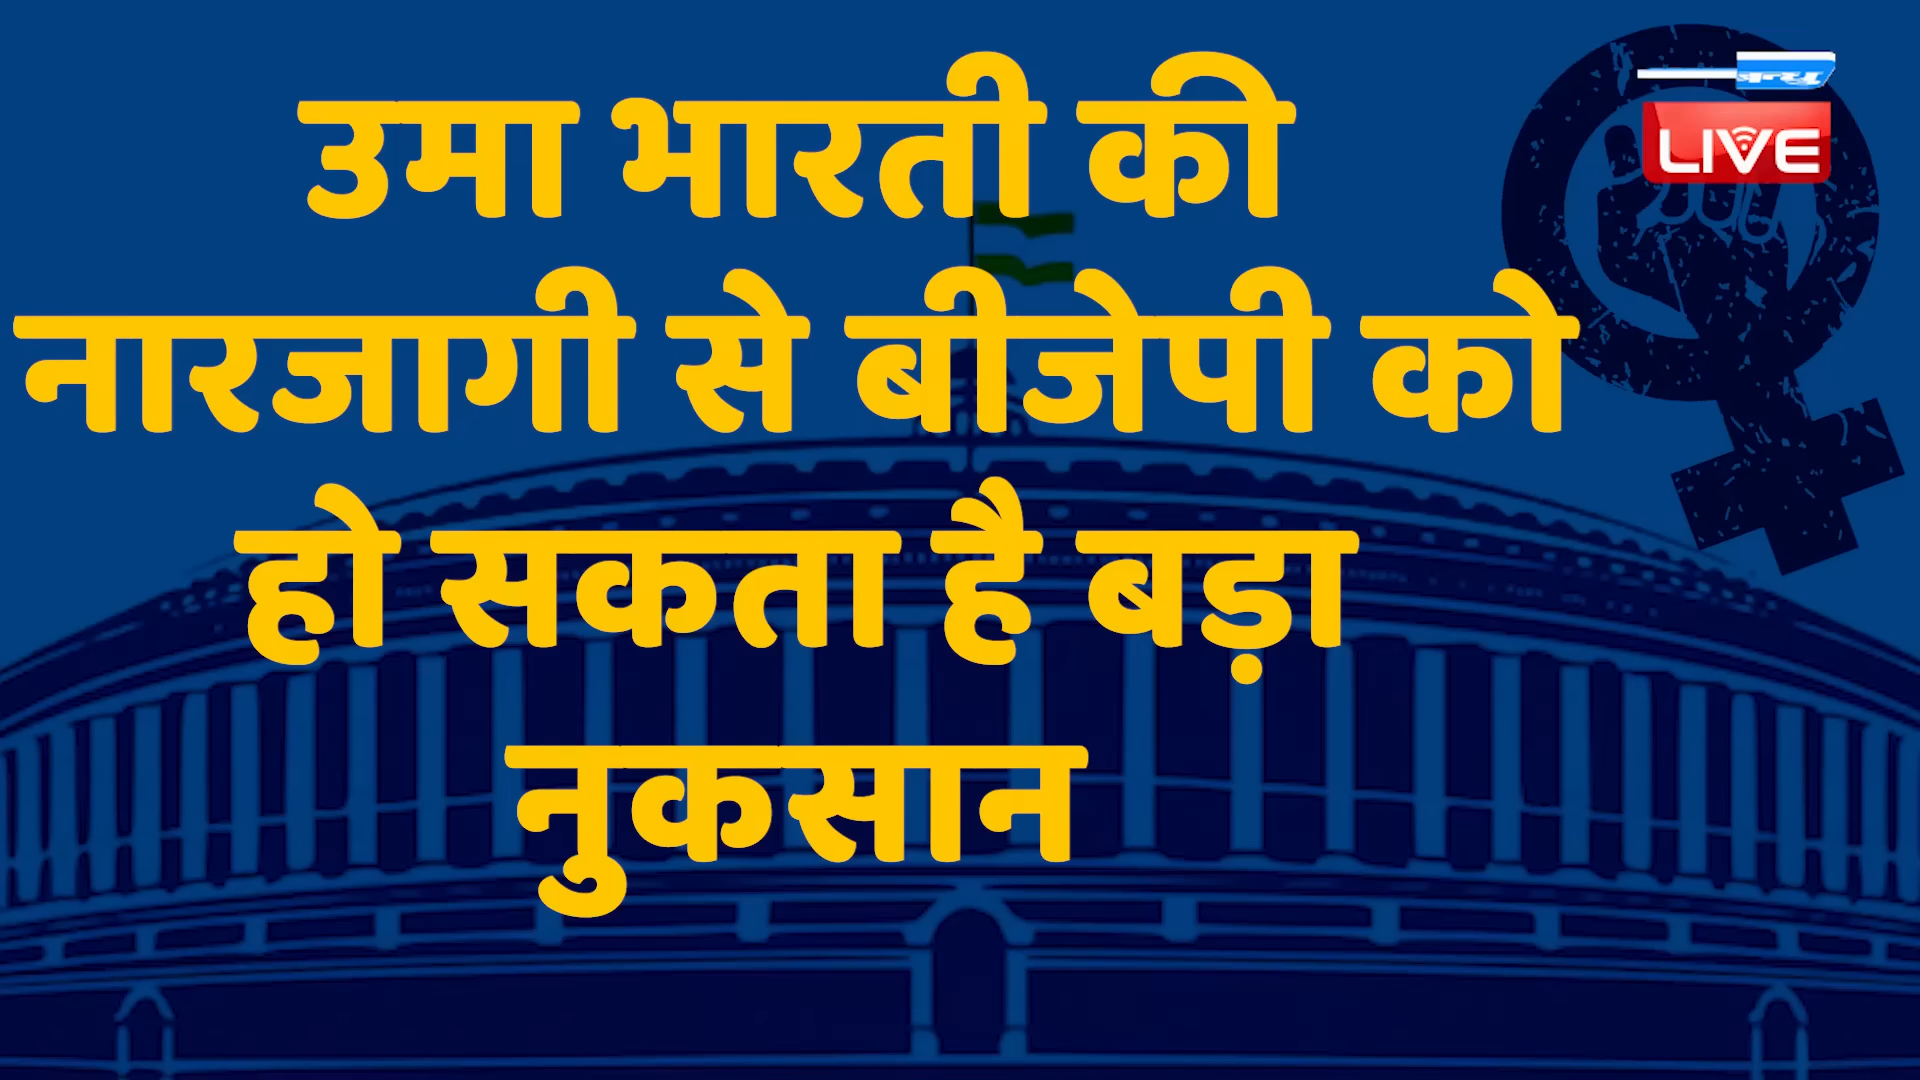 LIVE
उमा भारती की
नारजागी से बीजेपी को
हो सकता है बड़ा
नुकसान